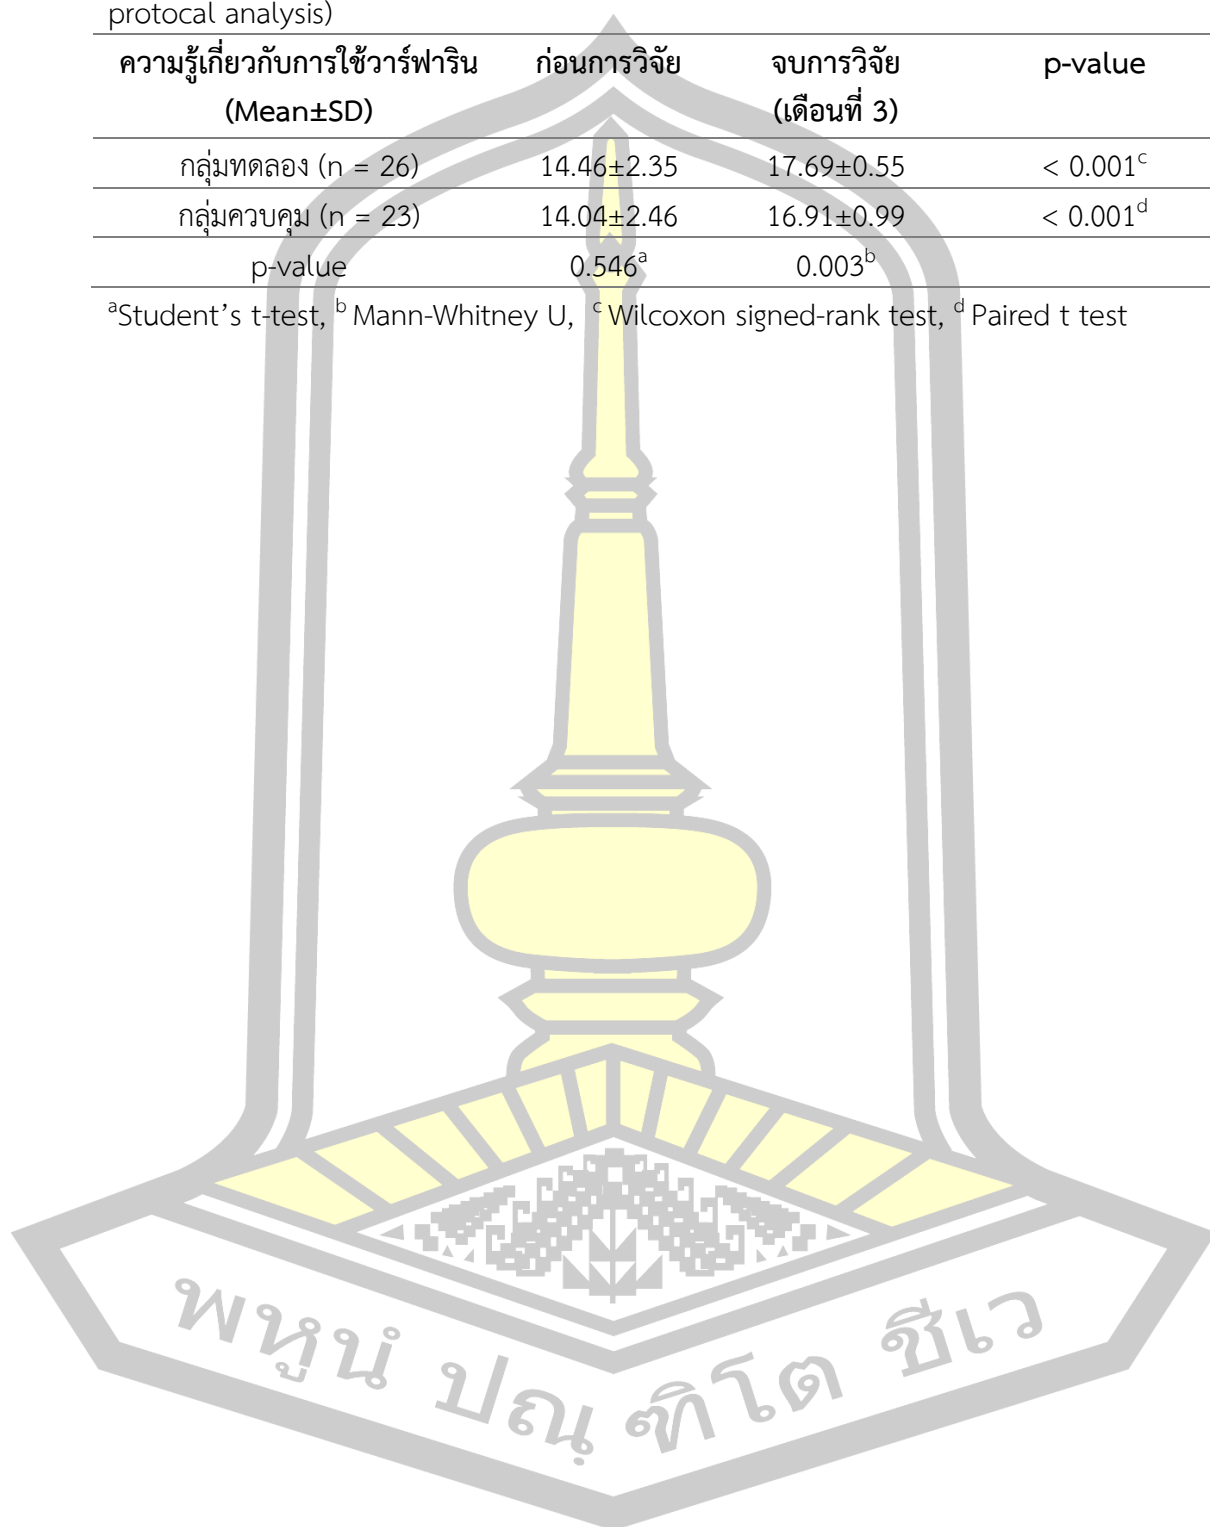 protocal analysis)
ความรู้เกี่ยวกับการใช้วาร์ฟาริน ก่อนการวิจัย จบการวิจัย p-value
(Mean±SD) (เดือนที่ 3)
กลุ่มทดลอง (n = 26) 14.46±2.35 17.69±0.55 < 0.001c
กลุ่มควบคุม (n = 23) 14.04±2.46 16.91±0.99 < 0.001d
p-value 0.546a 0.003b
aStudent's t-test, b Mann-Whitney U, c Wilcoxon signed-rank test, d Paired t test
พหูนํ ปณฺฑิโต ชีเว